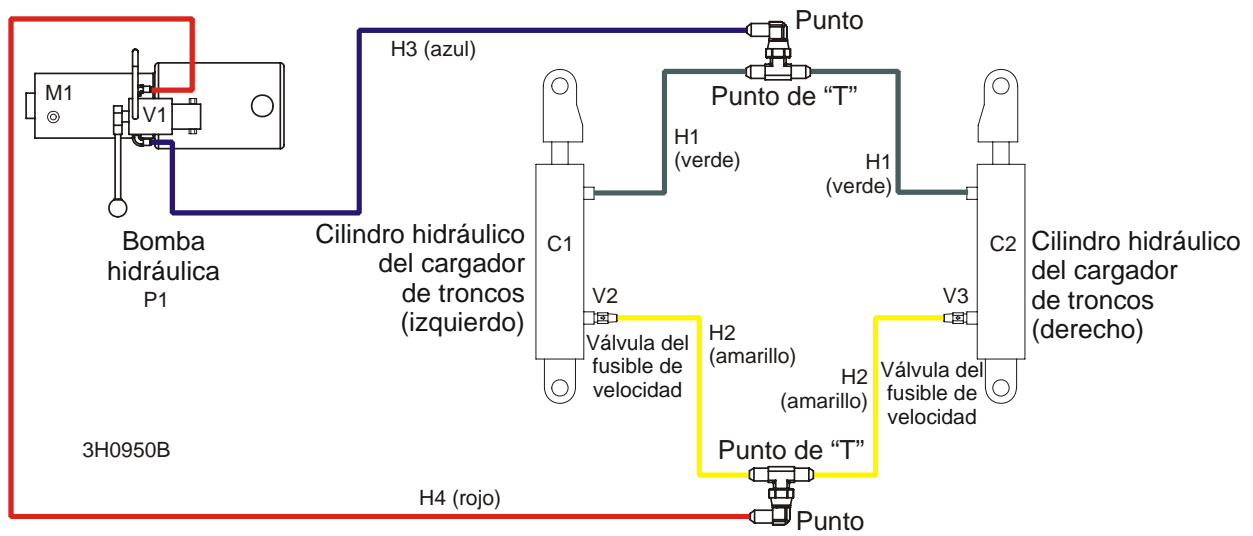 Punto
H3 (azul)
M1
V1
Punto de “T”
H1
(verde)
H1
(verde)
Bomba
hidráulica
P1
Cilindro hidráulico
del cargador
de troncos
(izquierdo)
C1
C2
Cilindro hidráulico
del cargador
de troncos
(derecho)
V2
V3
H2
(amarillo)
Válvula del
fusible de
velocidad
H2
(amarillo)
Válvula del
fusible de
velocidad
3H0950B
Punto de “T”
H4 (rojo)
Punto